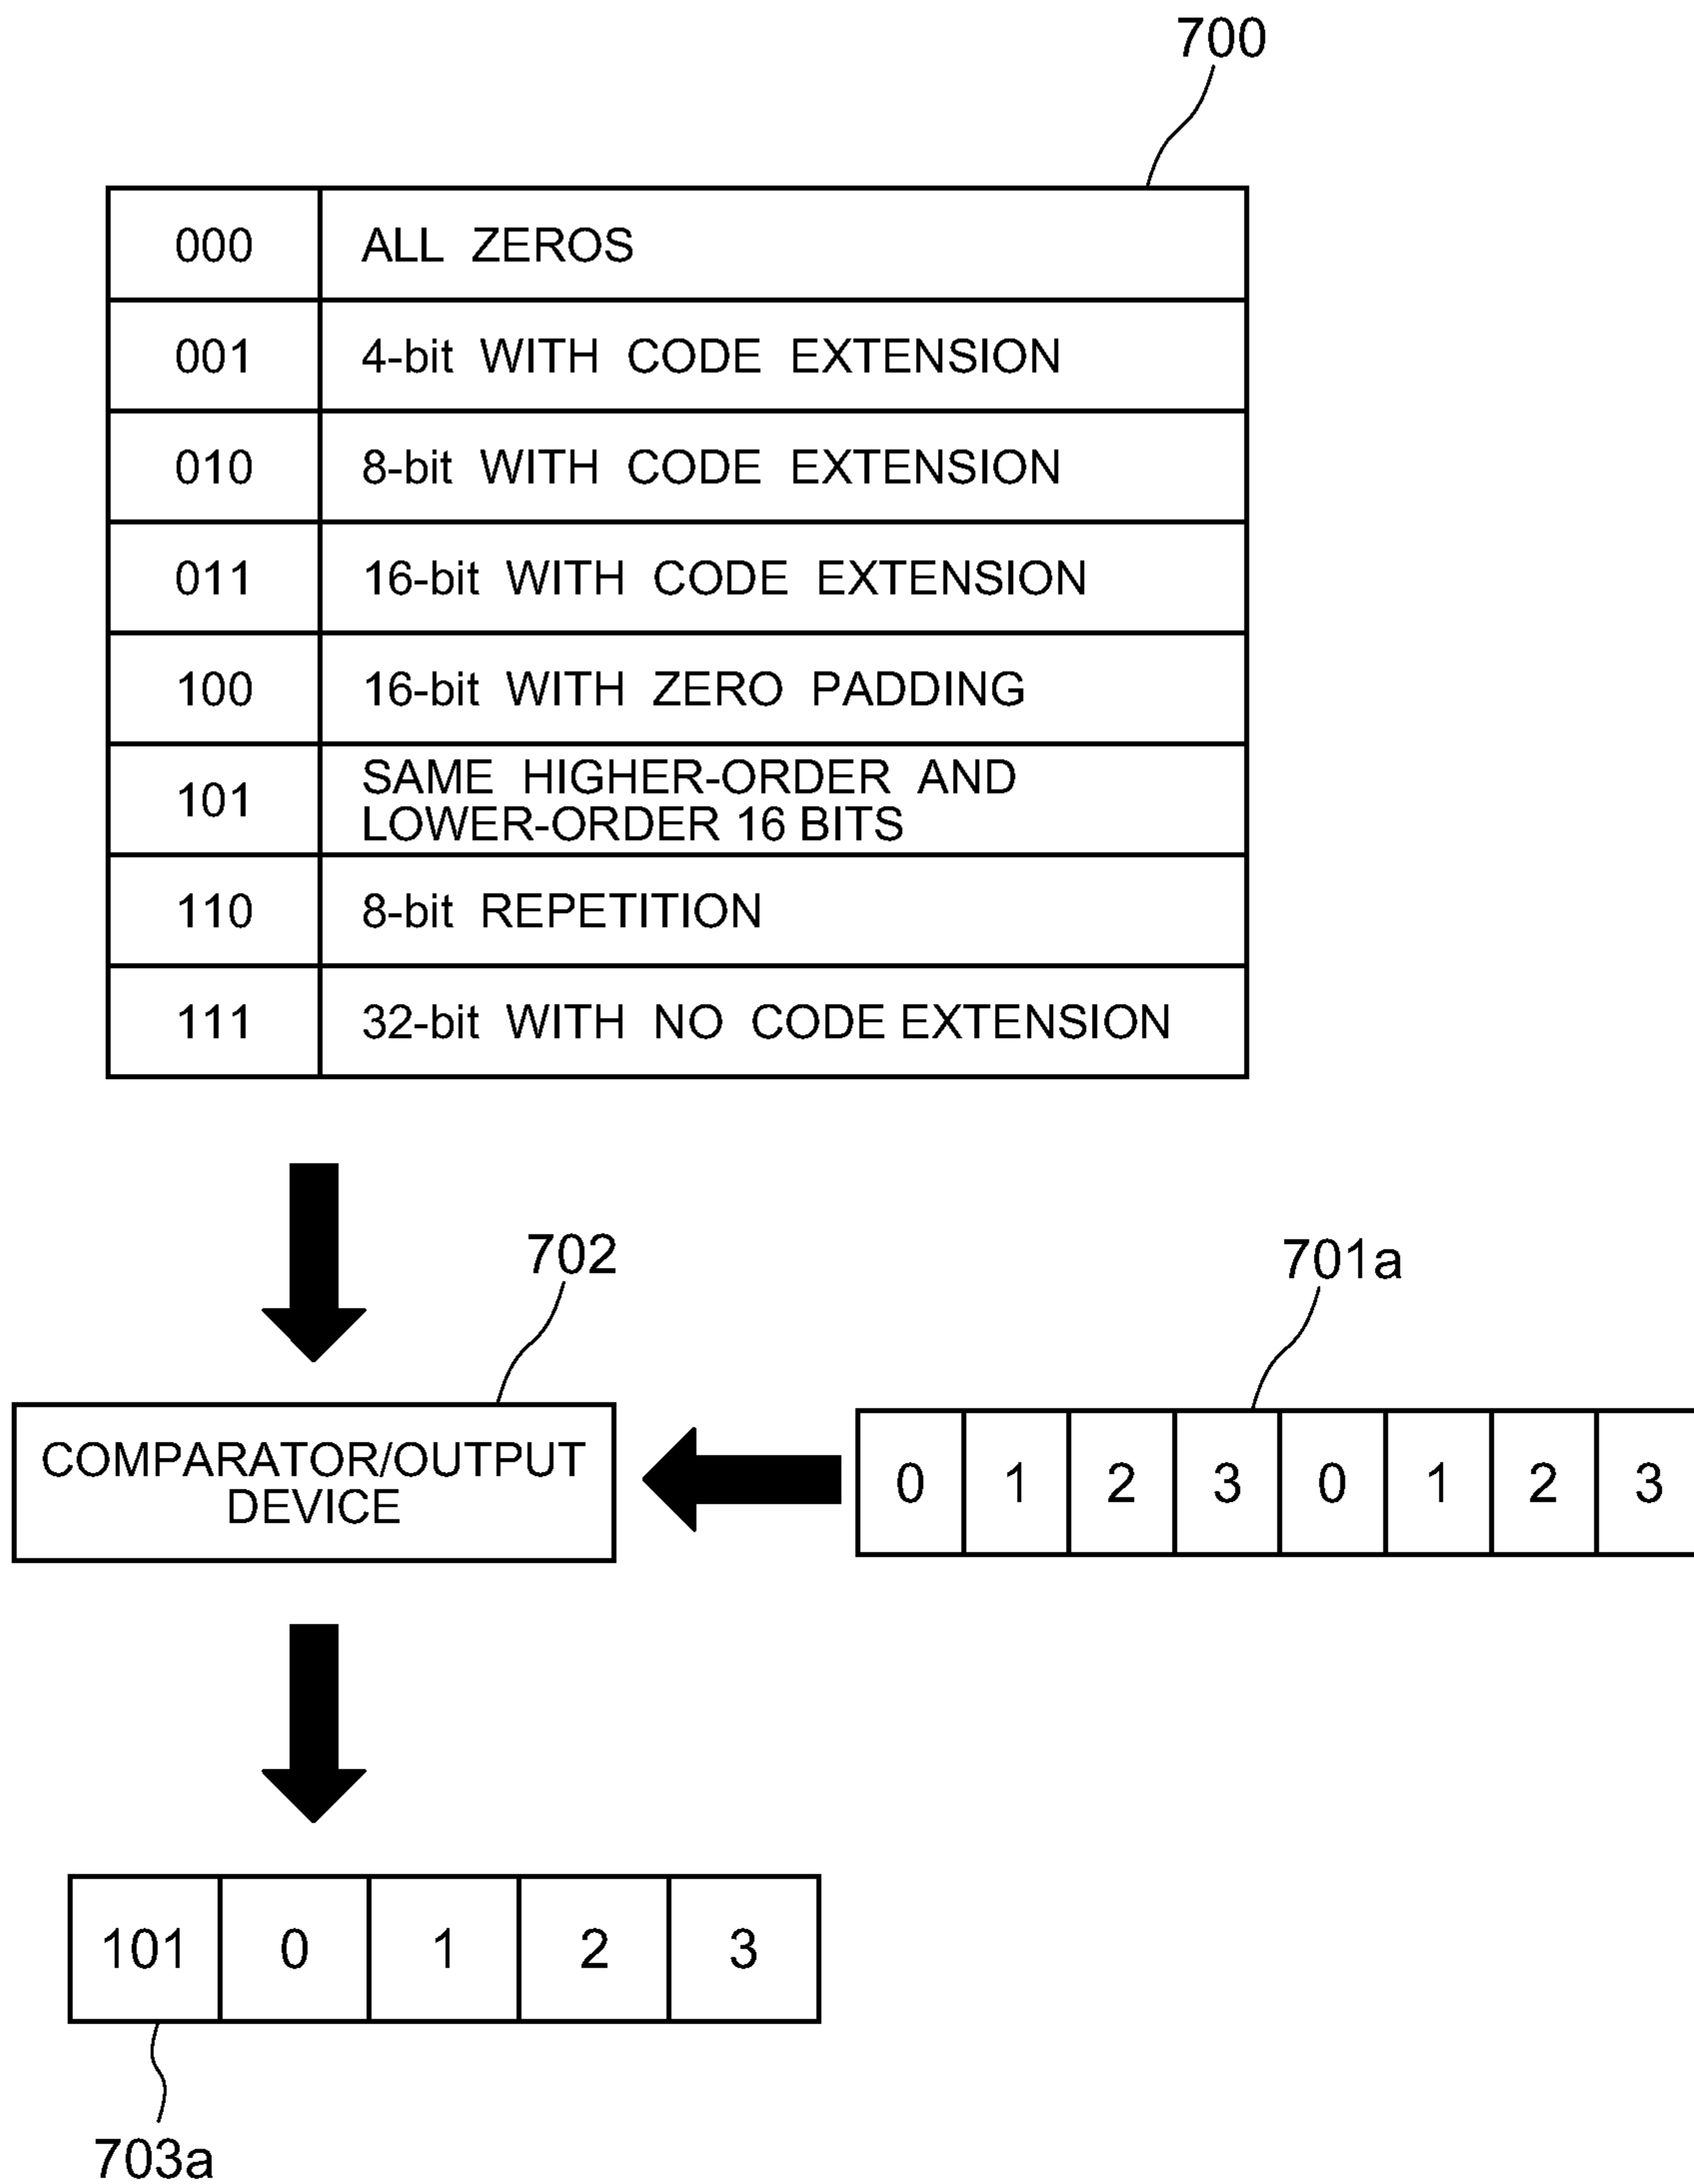 700
000 ALL ZEROS
001 4-bit WITH CODE EXTENSION
010 8-bit WITH CODE EXTENSION
011 16-bit WITH CODE EXTENSION
100 16-bit WITH ZERO PADDING
101 SAME HIGHER-ORDER AND
LOWER-ORDER 16 BITS
110 8-bit REPETITION
111 32-bit WITH NO CODE EXTENSION
702
701a
COMPARATOR/OUTPUT
DEVICE
0 1 2 3 0 1 2 3
101 0 1 2 3
703a